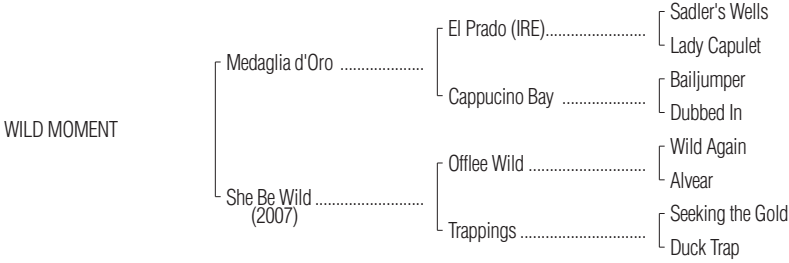 Sadler's Wells
El Prado (IRE)........................
Lady Capulet
Medaglia d'Oro ....................
Bailjumper
Cappucino Bay ....................
Dubbed In
WILD MOMENT
Wild Again
Offlee Wild ............................
Alvear
She Be Wild ..........................
(2007)
Seeking the Gold
Trappings ..............................
Duck Trap